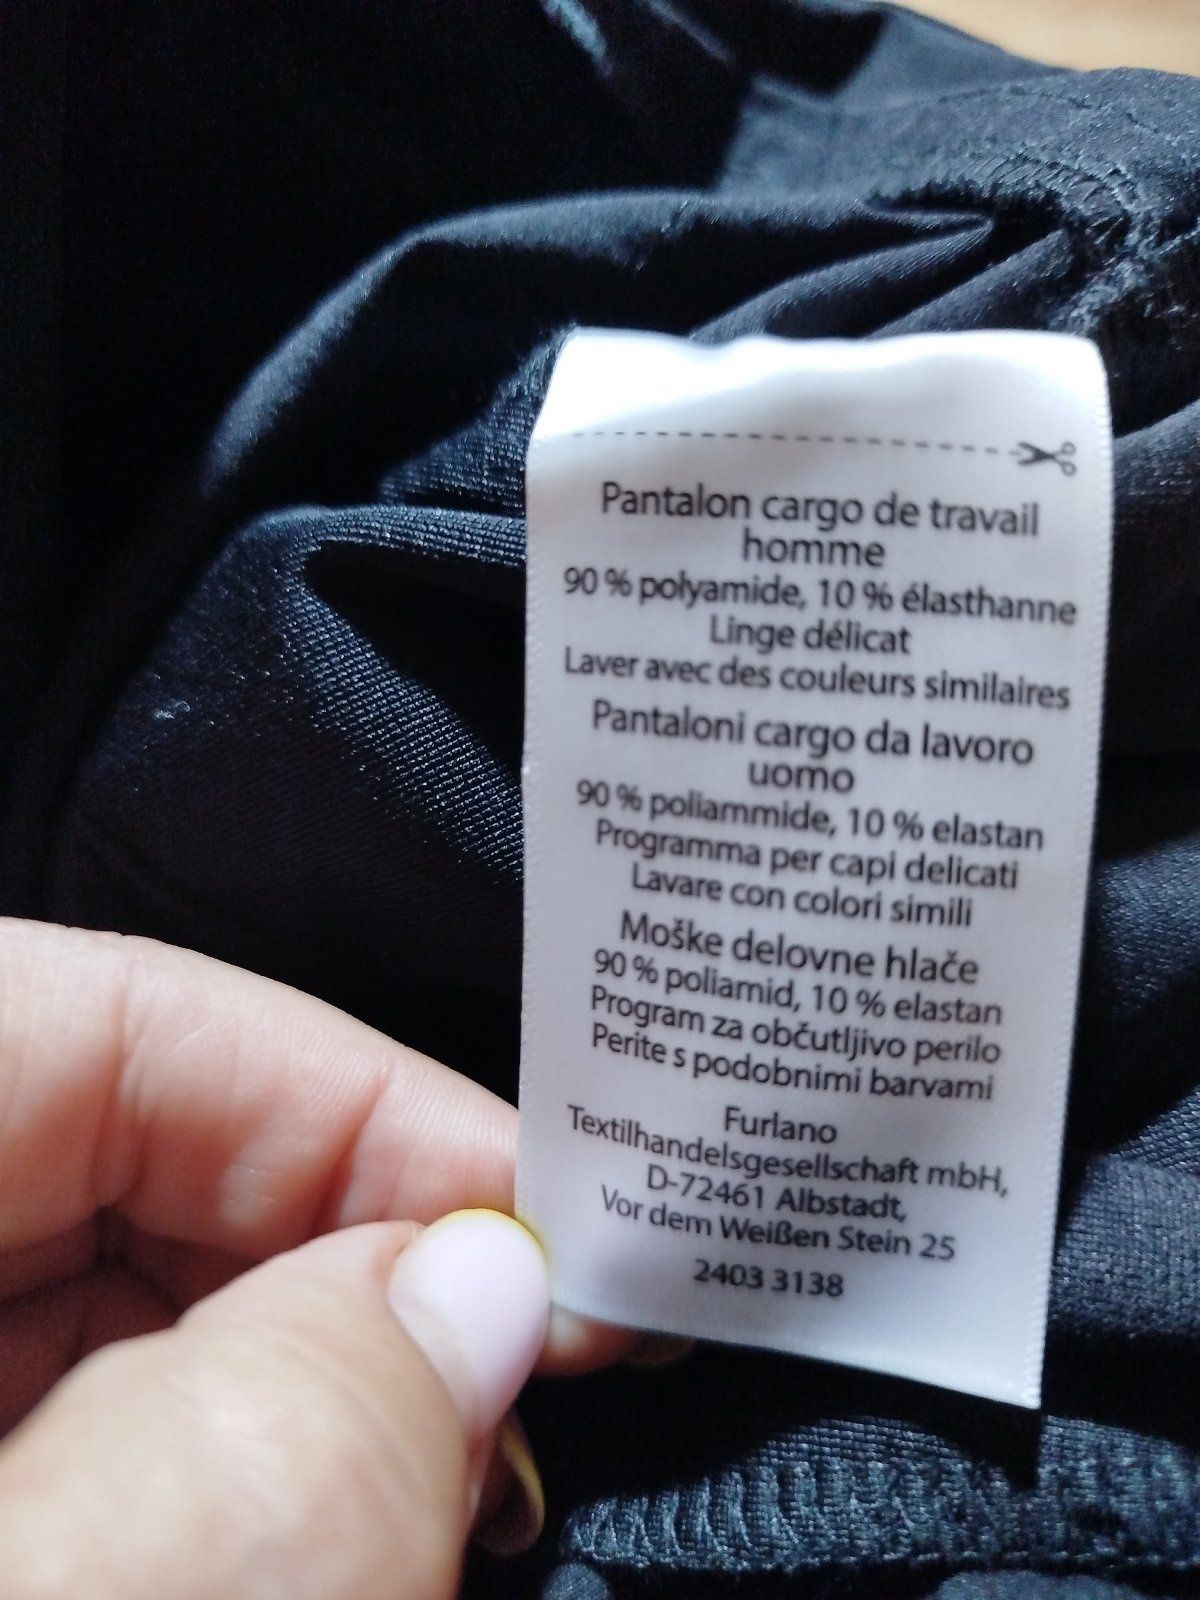 Pantalon cargo de travail
homme
90 % polyamide, 10 % élasthanne
Linge délicat
Laver avec des couleurs similaires
Pantaloni cargo da lavoro
uomo
90 % poliammide, 10 % elastan
Programma per capi delicati
Lavare con colori simili
Moške delovne hlače
90 % poliamid, 10 % elastan
Program za občutljivo perilo
Perite s podobnimi barvami
Furlano
Textilhandelsgesellschaft mbH,
D-72461 Albstadt,
Vor dem Weißen Stein 25
2403 3138